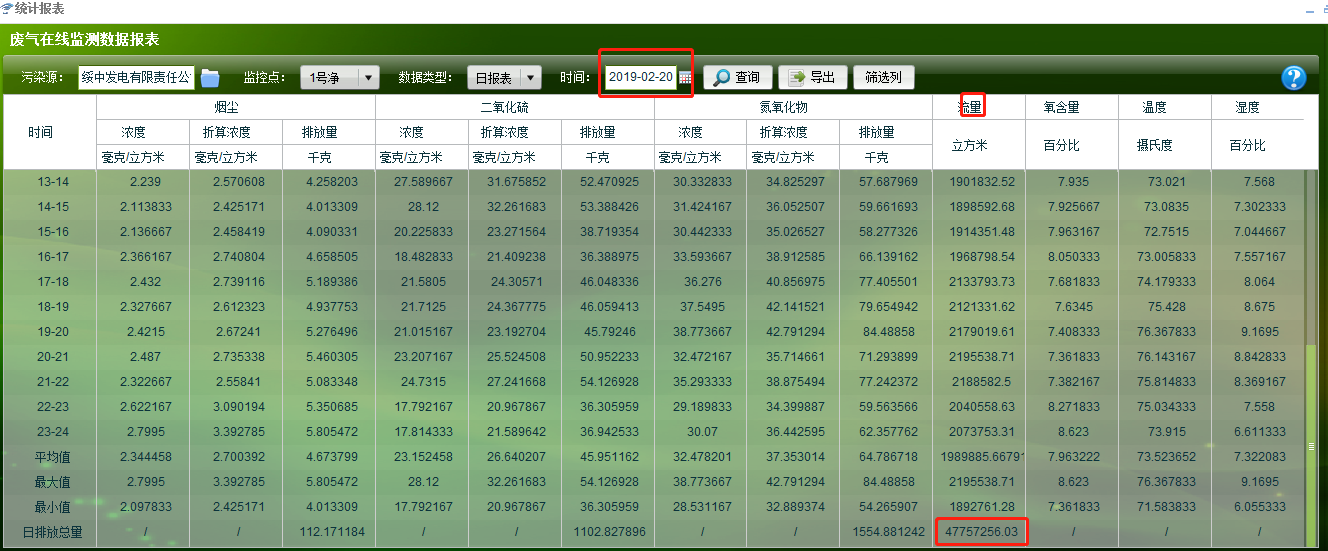 统计报表
废气在线监测数据报表
污染源： 绥中发电有限责任公 监控点： 1号净 数据类型： 日报表 时间： 2019-02-20 查询 导出 筛选列
时间 烟尘 二氧化硫 氮氧化物 流量 氧含量 温度 湿度
浓度 折算浓度 排放量 浓度 折算浓度 排放量 浓度 折算浓度 排放量 立方米 百分比 摄氏度 百分比
毫克/立方米 毫克/立方米 千克 毫克/立方米 毫克/立方米 千克 毫克/立方米 毫克/立方米 千克
13-14 2.239 2.570608 4.258203 27.589667 31.675852 52.470925 30.332833 34.825297 57.687969 1901832.52 7.935 73.021 7.568
14-15 2.113833 2.425171 4.013309 28.12 32.261683 53.388426 31.424167 36.052507 59.661693 1898592.68 7.925667 73.0835 7.302333
15-16 2.136667 2.458419 4.090331 20.225833 23.271564 38.719354 30.442333 35.026527 58.277326 1914351.48 7.963167 72.7515 7.044667
16-17 2.366167 2.740804 4.658505 18.482833 21.409238 36.388975 33.593667 38.912585 66.139162 1968798.54 8.050333 73.005833 7.557167
17-18 2.432 2.739116 5.189386 21.5805 24.30571 46.048336 36.276 40.856975 77.405501 2133793.73 7.681833 74.179333 8.064
18-19 2.327667 2.612323 4.937753 21.7125 24.367775 46.059413 37.5495 42.141521 79.654942 2121331.62 7.6345 75.428 8.675
19-20 2.4215 2.67241 5.276496 21.015167 23.192704 45.79246 38.773667 42.791294 84.48858 2179019.61 7.408333 76.367833 9.1695
20-21 2.487 2.735338 5.460305 23.207167 25.524508 50.952233 32.472167 35.714661 71.293899 2195538.71 7.361833 76.143167 8.842833
21-22 2.322667 2.55841 5.083348 24.7315 27.241668 54.126928 35.293333 38.875494 77.242372 2188582.5 7.382167 75.814833 8.369167
22-23 2.622167 3.090194 5.350685 17.792167 20.967867 36.305959 29.189833 34.399887 59.563566 2040558.63 8.271833 75.034333 7.558
23-24 2.7995 3.392785 5.805472 17.814333 21.589642 36.942533 30.07 36.442595 62.357762 2073753.31 8.623 73.915 6.611333
平均值 2.344458 2.700392 4.673799 23.152458 26.640207 45.951162 32.478201 37.353014 64.786718 1989885.66791 7.963222 73.523652 7.322083
最大值 2.7995 3.392785 5.805472 28.12 32.261683 54.126928 38.773667 42.791294 84.48858 2195538.71 8.623 76.367833 9.1695
最小值 2.097833 2.425171 4.013309 17.792167 20.967867 36.305959 28.531167 32.889374 54.265907 1892761.28 7.361833 71.583833 6.055333
日排放总量 / / 112.171184 / / 1102.827896 / / 1554.881242 47757256.03 / / /